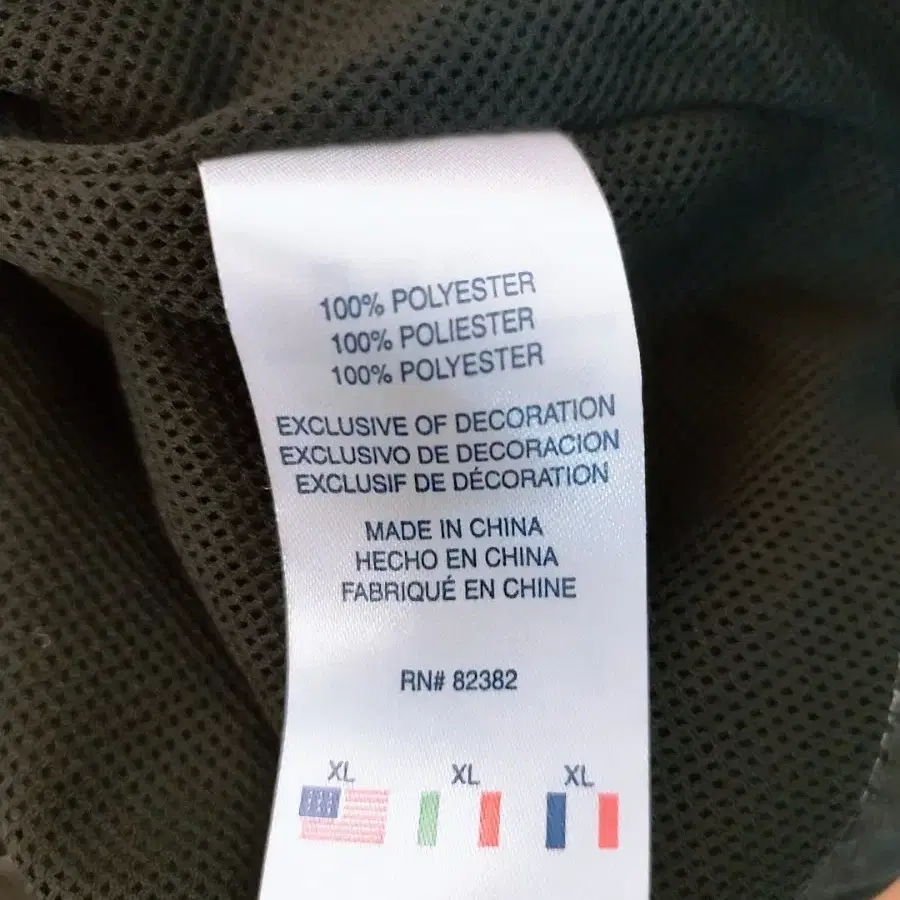 100% POLYESTER
100% POLIESTER
100% POLYESTER
EXCLUSIVE OF DECORATION
EXCLUSIVO DE DECORACION
EXCLUSIF DE DÉCORATION
MADE IN CHINA
HECHO EN CHINA
FABRIQUÉ EN CHINE
RN# 82382
XL XL XL